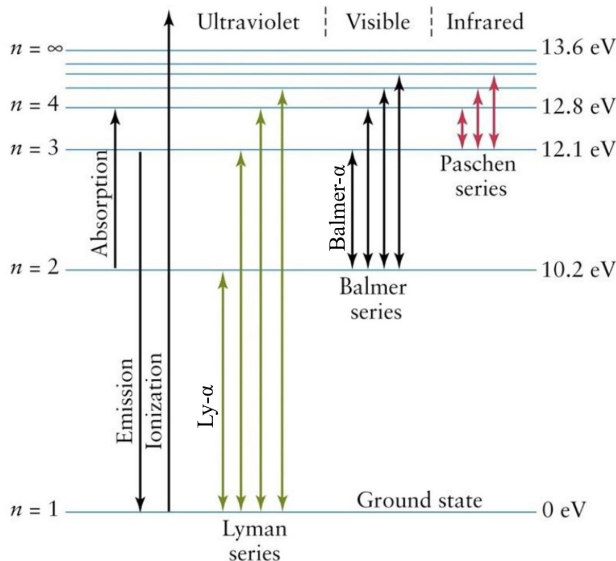 Ultraviolet
Visible
Infrared
n = ∞
13.6 eV
n = 4
12.8 eV
n = 3
12.1 eV
Absorption
Balmer-α
Paschen
series
n = 2
10.2 eV
Balmer
series
Emission
Ionization
Ly-α
Ground state
n = 1
0 eV
Lyman
series